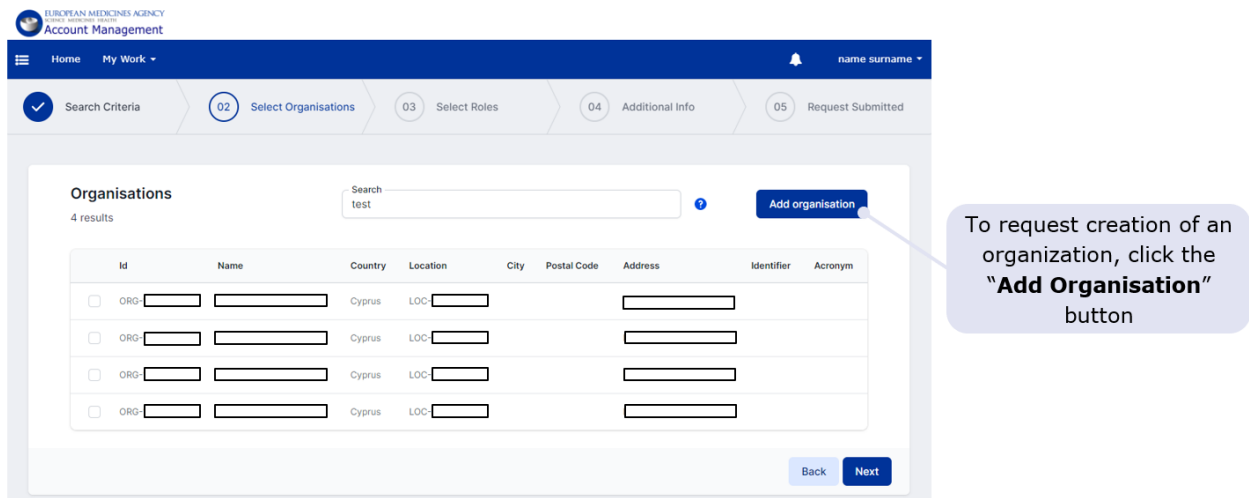 EUROPEAN MEDICINES AGENCY
SCIENCE MEDICINES HEALTH
Account Management
Home My Work name surname
Search Criteria 02 Select Organisations 03 Select Roles 04 Additional Info 05 Request Submitted
Organisations
4 results
Search
test
?
Add organisation
Id Name Country Location City Postal Code Address Identifier Acronym
ORG- Cyprus LOC-
ORG- Cyprus LOC-
ORG- Cyprus LOC-
ORG- Cyprus LOC-
Back Next
To request creation of an
organization, click the
“Add Organisation”
button